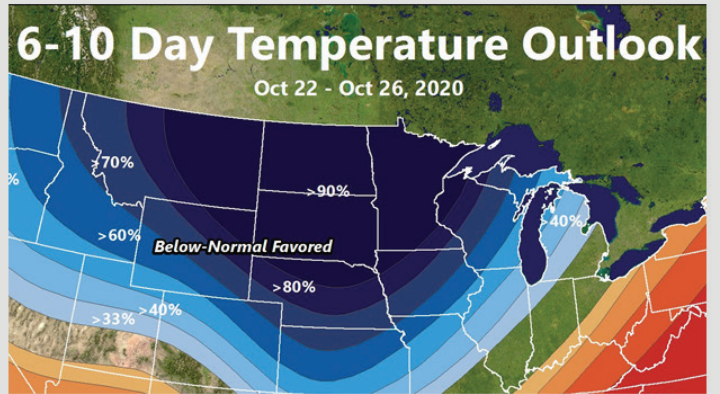 6-10 Day Temperature Outlook
Oct 22 - Oct 26, 2020
>70%
%
>90%
40%
>60%
Below-Normal Favored
>80%
>33%
>40%